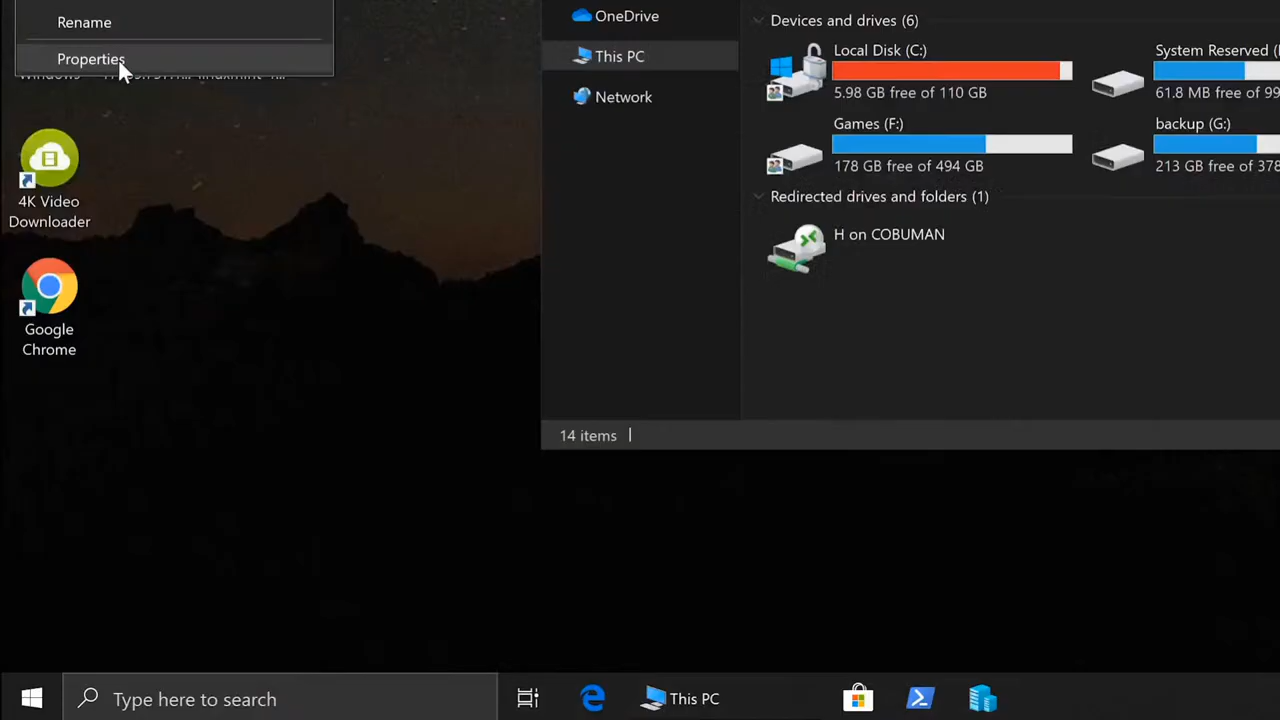 Rename
Properties
4K Video
Downloader
Google
Chrome
OneDrive
This PC
Network
Devices and drives (6)
Local Disk (C:)
5.98 GB free of 110 GB
System Reserved
61.8 MB free of 99
Games (F:)
178 GB free of 494 GB
backup (G:)
213 GB free of 378
Redirected drives and folders (1)
H on COBUMAN
14 items
Type here to search
This PC